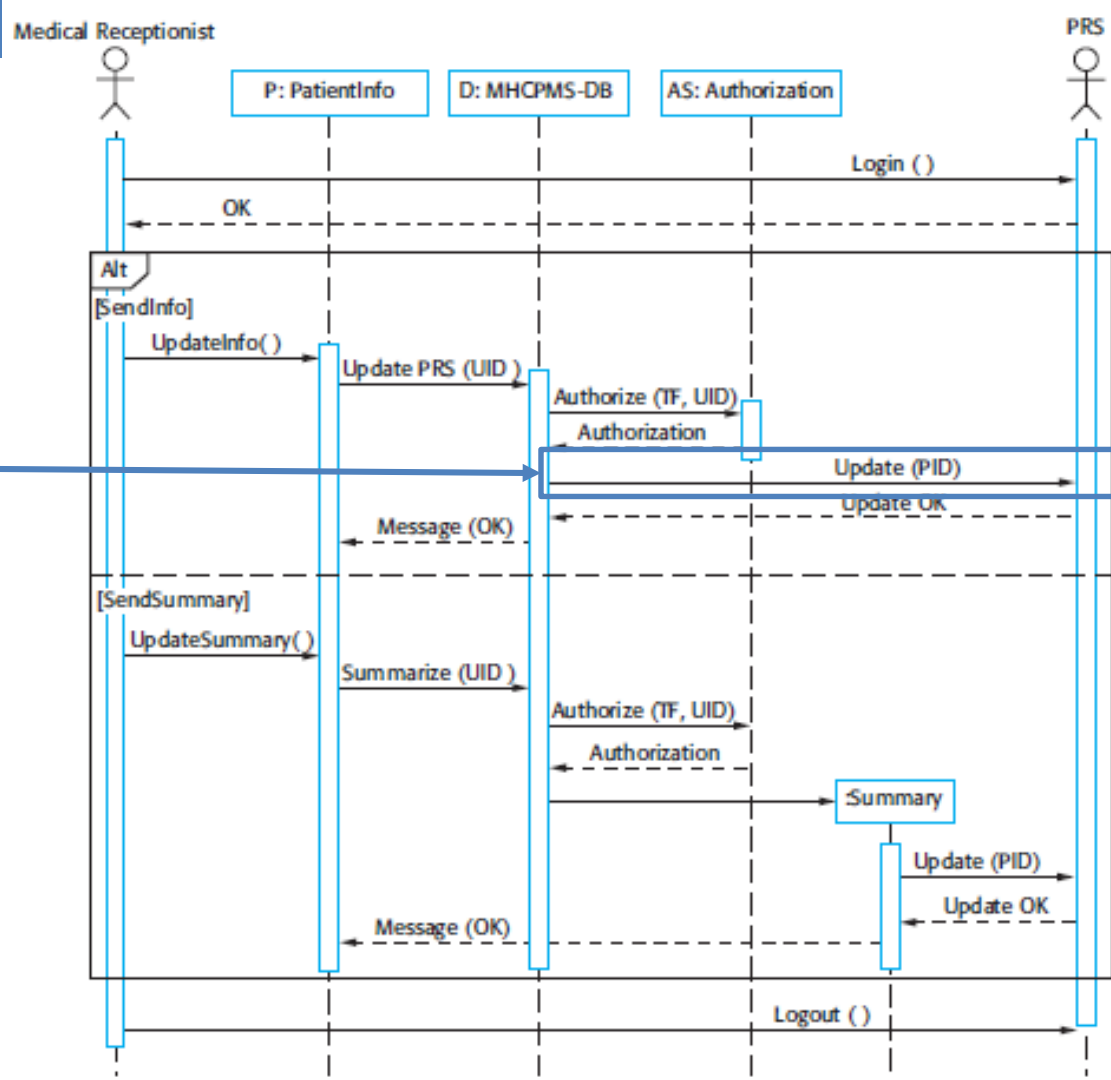 Medical Receptionist
PRS
P: PatientInfo
D: MHCPMS-DB
AS: Authorization
Login ( )
OK
Alt
[SendInfo]
UpdateInfo( )
Update PRS (UID )
Authorize (TF, UID)
Authorization
Update (PID)
Update OK
Message (OK)
[SendSummary]
UpdateSummary( )
Summarize (UID )
Authorize (TF, UID)
Authorization
:Summary
Update (PID)
Update OK
Message (OK)
Logout ( )